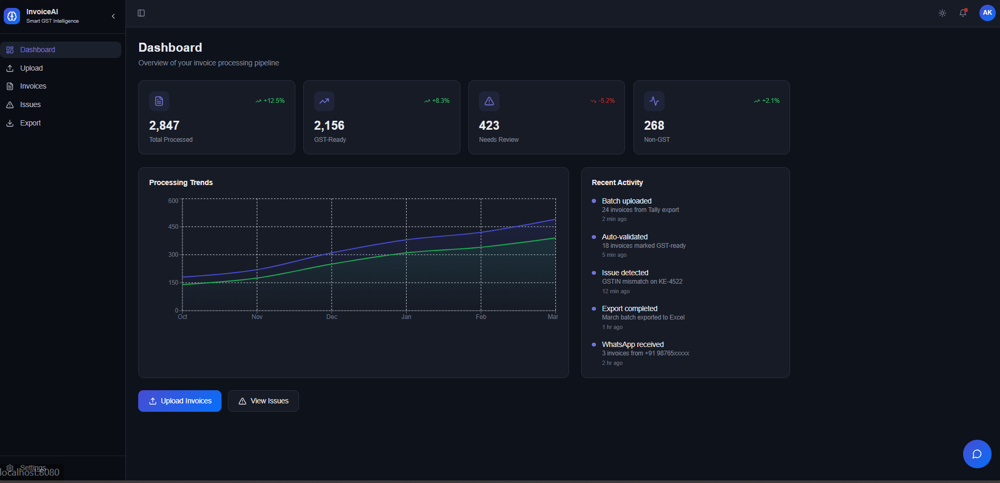 InvoiceAI
Smart GST Intelligence
AK
Dashboard
Upload
Invoices
Issues
Export
Settings
localhost:8080
Dashboard
Overview of your invoice processing pipeline
+12.5%
2,847
Total Processed
+8.3%
2,156
GST-Ready
-5.2%
423
Needs Review
+2.1%
268
Non-GST
Processing Trends
600
450
300
150
0
Oct Nov Dec Jan Feb Mar
Recent Activity
Batch uploaded
24 invoices from Tally export
2 min ago
Auto-validated
18 invoices marked GST-ready
5 min ago
Issue detected
GSTIN mismatch on KE-4522
12 min ago
Export completed
March batch exported to Excel
1 hr ago
WhatsApp received
3 invoices from +91 98765xxxxx
2 hr ago
Upload Invoices
View Issues